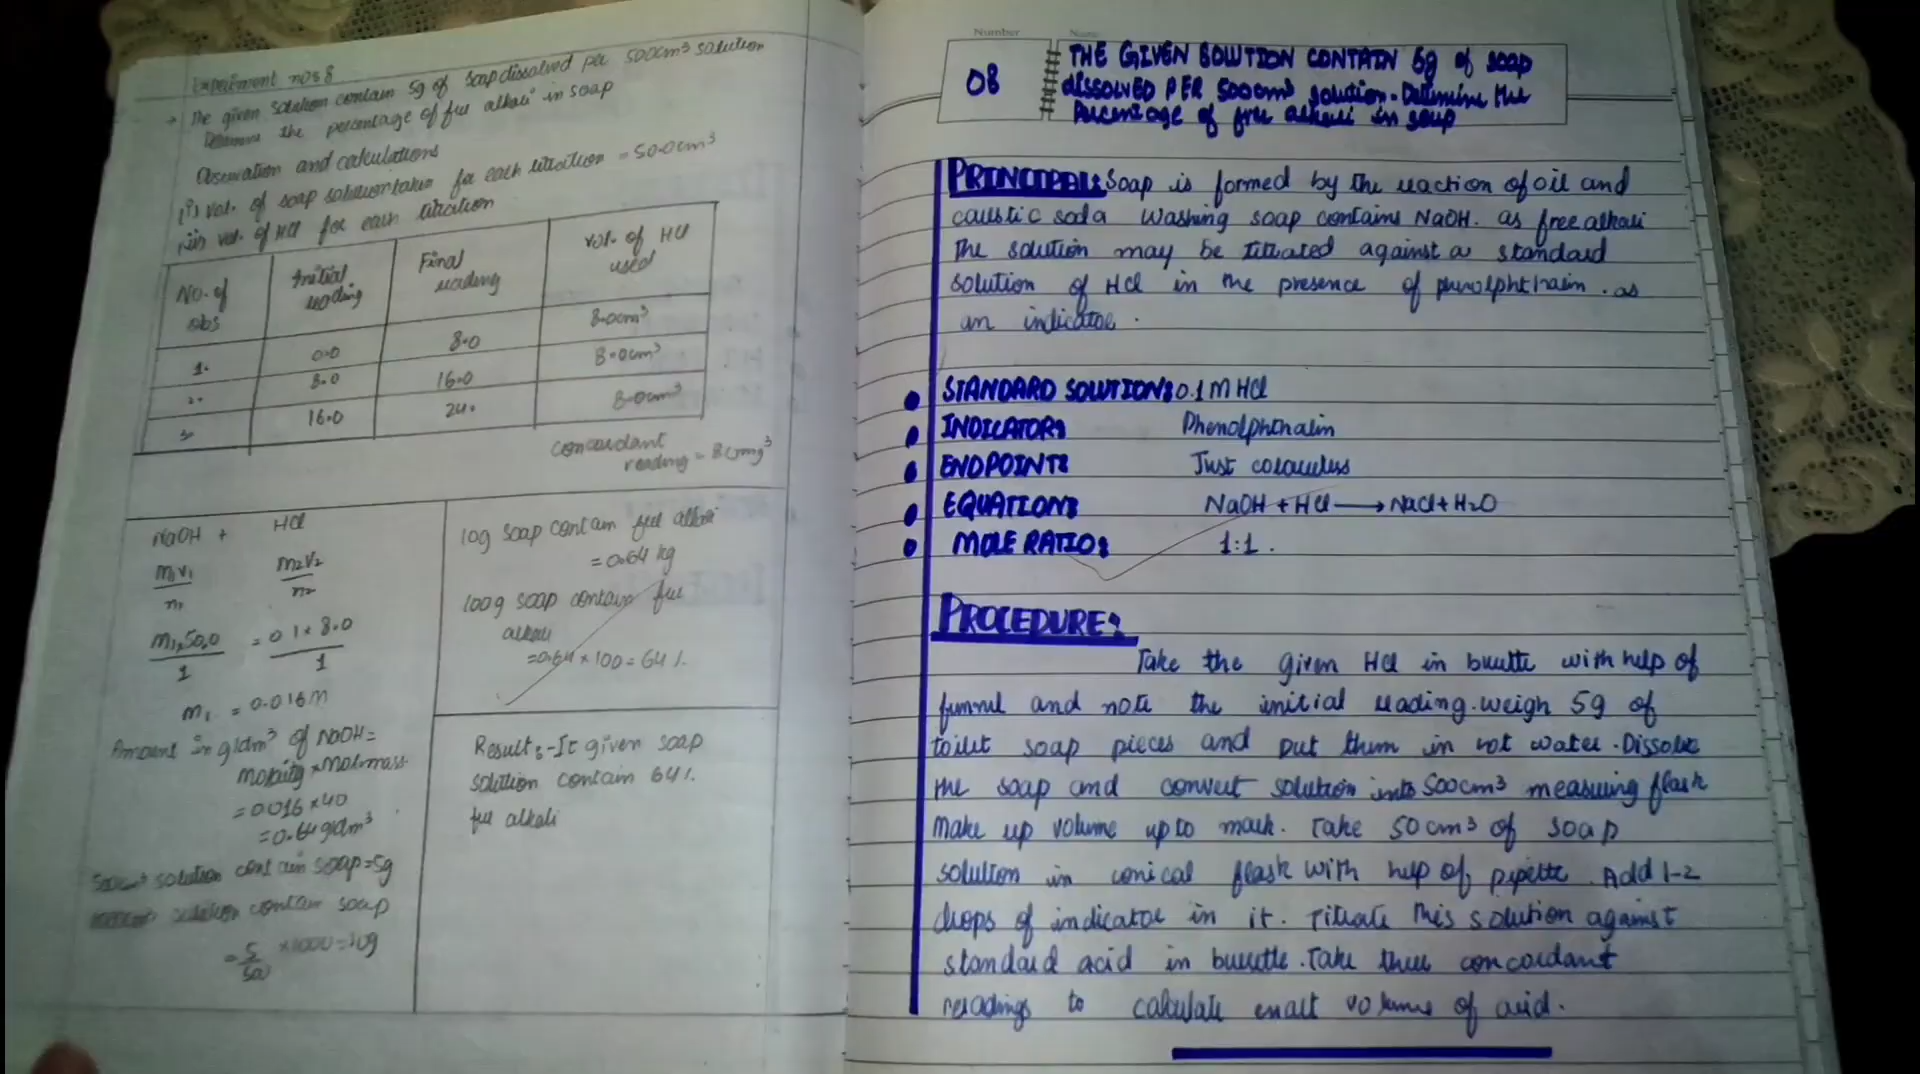 Experiment no:8
→ The given solution contain 5g of soap dissolved per 500cm³ solution
Determine the percentage of free alkali in soap
Observation and calculations
(i) vol. of soap solution taken for each titration = 50.0cm³
(ii) vol. of HCl for each titration
No. of obs | Initial reading | Final reading | vol. of HCl used
1. | 0.0 | 8.0 | 8.0cm³
2. | 8.0 | 16.0 | 8.0cm³
3. | 16.0 | 24. | 8.0cm³
concordant
reading =
NaOH + HCl
M₁V₁ M₂V₂
n₁ n₂
M₁×50.0 = 0.1×8.0
1 1
M₁ = 0.016M
Amount in g/dm³ of NaOH =
molarity × mol.mass
= 0.016 × 40
= 0.64g/dm³
500cm³ solution contain soap = 5g
solution contain soap
= 5 × 1000 = 10g
10g soap contain free alkali
= 0.64 kg
100g soap contain free
alkali
= 0.64 × 100 = 64%
Result:- It given soap
solution contain 64%
free alkali
Number
Name
08
THE GIVEN SOLUTION CONTAIN 5g of soap
DISSOLVED PER 500cm³ solution. Determine the
Percentage of free alkali in soap
PRINCIPAL: Soap is formed by the reaction of oil and
caustic soda washing soap contains NaOH. as free alkali
The solution may be titrated against a standard
solution of HCl in the presence of phenolphthalein. as
an indicator.
• STANDARD SOLUTION: 0.1M HCl
• INDICATOR: Phenolphthalin
• ENDPOINT: Just colourless
• EQUATION: NaOH + HCl → NaCl + H₂O
• MOLE RATIO: 1:1.
PROCEDURE:
Take the given HCl in burette with help of
funnel and note the initial reading. weigh 5g of
toilet soap pieces and put them in hot water. Dissolve
the soap and convert solution into 500cm³ measuring flask
Make up volume upto mark. Take 50cm³ of soap
solution in conical flask with help of pipette. Add 1-2
drops of indicator in it. Titrate this solution against
standard acid in burette. Take three concordant
readings to calculate exact volume of acid.